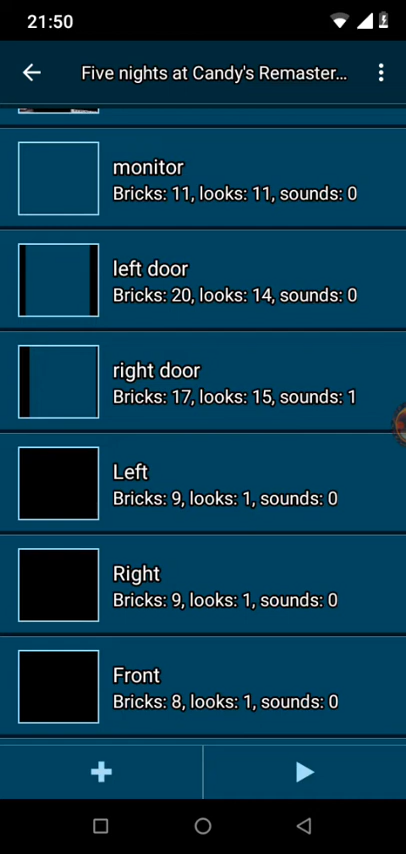 21:50
Five nights at Candy's Remaster...
monitor
Bricks: 11, looks: 11, sounds: 0
left door
Bricks: 20, looks: 14, sounds: 0
right door
Bricks: 17, looks: 15, sounds: 1
Left
Bricks: 9, looks: 1, sounds: 0
Right
Bricks: 9, looks: 1, sounds: 0
Front
Bricks: 8, looks: 1, sounds: 0